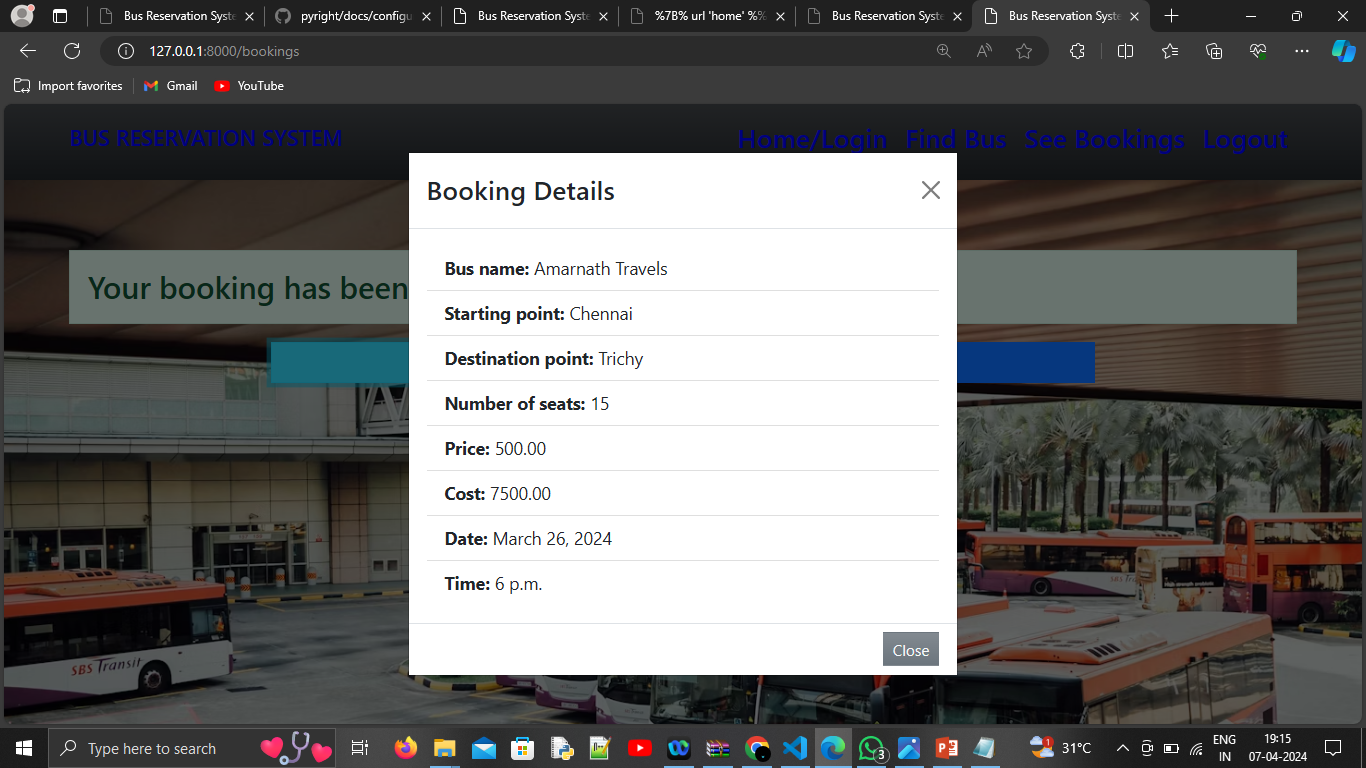 Bus Reservation Syste
pyright/docs/configu
Bus Reservation Syste
%7B% url 'home' %%
Bus Reservation Syste
Bus Reservation Syste
127.0.0.1:8000/bookings
Import favorites
Gmail
YouTube
BUS RESERVATION SYSTEM
Home/Login Find Bus See Bookings Logout
Booking Details
Your booking has been
Bus name: Amarnath Travels
Starting point: Chennai
Destination point: Trichy
Number of seats: 15
Price: 500.00
Cost: 7500.00
Date: March 26, 2024
Time: 6 p.m.
SBS Transit
Close
Type here to search
1
3
31°C
ENG
IN
19:15
07-04-2024